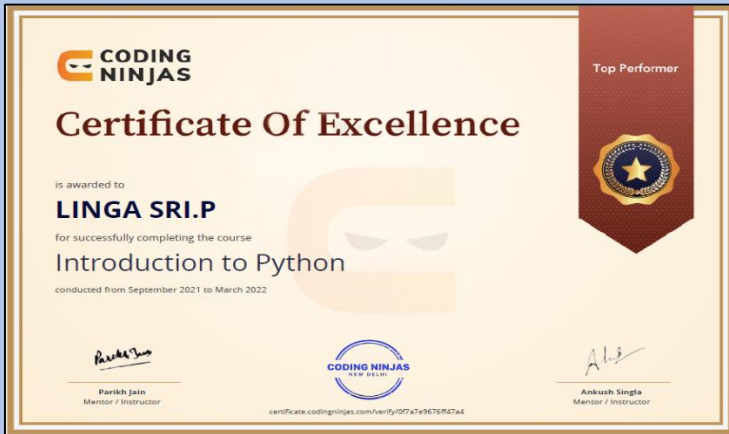 CODING
NINJAS
Top Performer
Certificate Of Excellence
is awarded to
LINGA SRI.P
for successfully completing the course
Introduction to Python
conducted from September 2021 to March 2022
Parikh Jain
CODING NINJAS
NEW DELHI
Parikh Jain
Mentor / Instructor
Ankush Singla
Mentor / Instructor
certificate.codingninjas.com/verify/0f7a7e9676ff47a4